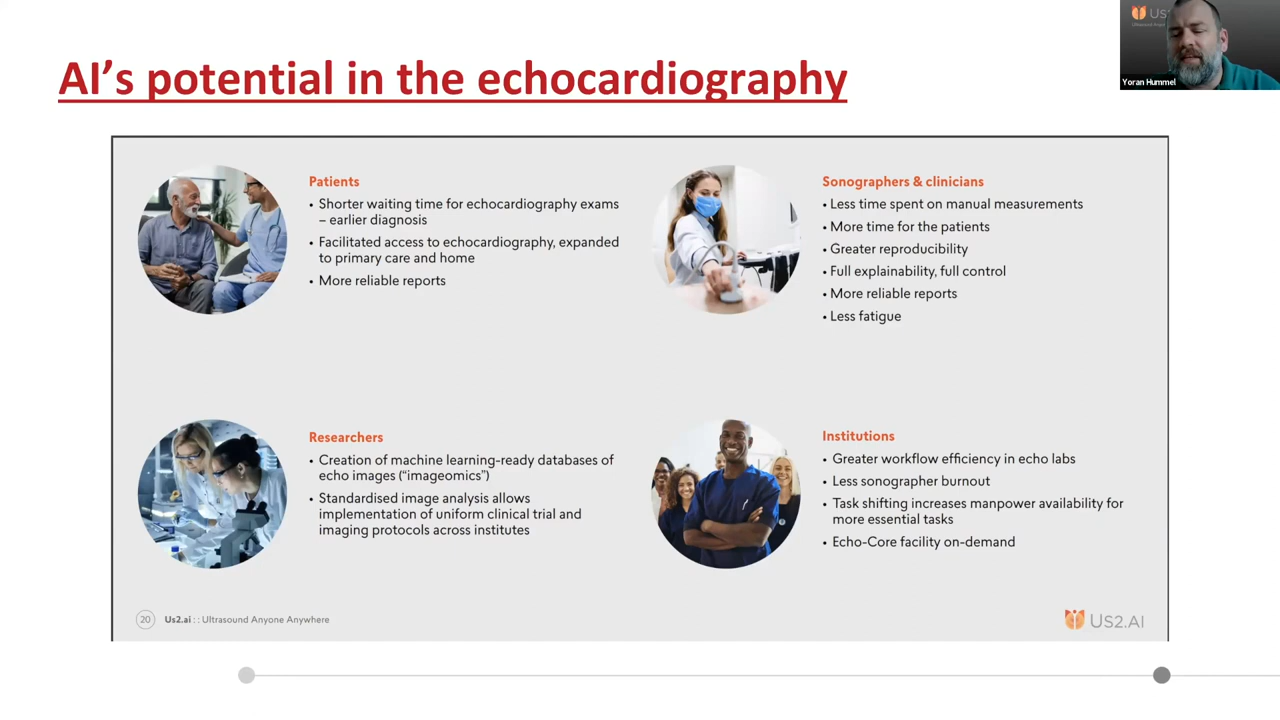 AI's potential in the echocardiography
US2
Yoran Hummel
Patients
• Shorter waiting time for echocardiography exams
– earlier diagnosis
• Facilitated access to echocardiography, expanded
to primary care and home
• More reliable reports
Sonographers & clinicians
• Less time spent on manual measurements
• More time for the patients
• Greater reproducibility
• Full explainability, full control
• More reliable reports
• Less fatigue
Researchers
• Creation of machine learning-ready databases of
echo images (“imageomics”)
• Standardised image analysis allows
implementation of uniform clinical trial and
imaging protocols across institutes
Institutions
• Greater workflow efficiency in echo labs
• Less sonographer burnout
• Task shifting increases manpower availability for
more essential tasks
• Echo-Core facility on-demand
20 Us2.ai : : Ultrasound Anyone Anywhere
US2.AI